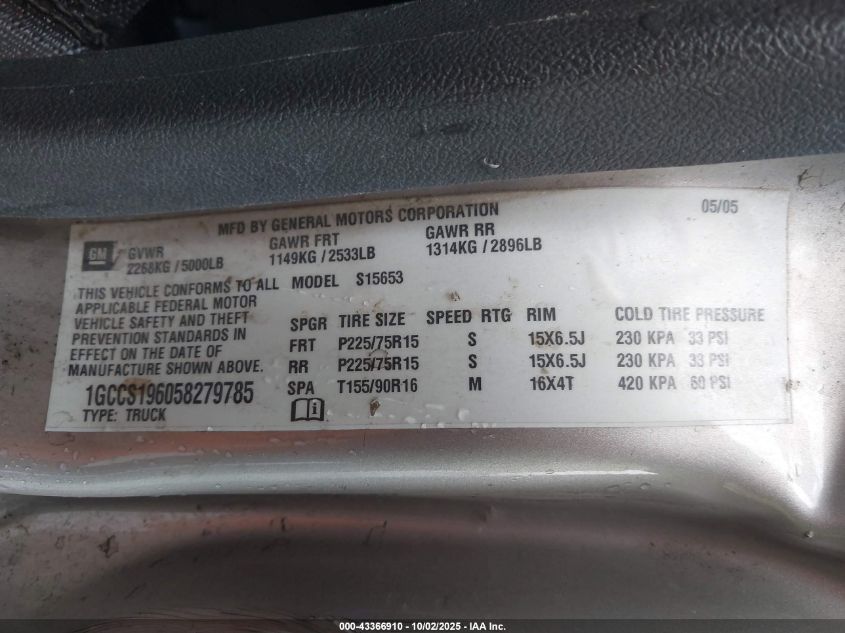 MFD BY GENERAL MOTORS CORPORATION 05/05
GM GVWR GAWR FRT GAWR RR
2268KG / 5000LB 1149KG / 2533LB 1314KG / 2896LB
THIS VEHICLE CONFORMS TO ALL MODEL S15653
APPLICABLE FEDERAL MOTOR
VEHICLE SAFETY AND THEFT
PREVENTION STANDARDS IN
EFFECT ON THE DATE OF
MANUFACTURE SHOWN ABOVE.
1GCCS196058279785
TYPE: TRUCK
SPGR TIRE SIZE SPEED RTG RIM COLD TIRE PRESSURE
FRT P225/75R15 S 15X6.5J 230 KPA 33 PSI
RR P225/75R15 S 15X6.5J 230 KPA 33 PSI
SPA T155/90R16 M 16X4T 420 KPA 60 PSI
000-43366910 - 10/02/2025 - IAA Inc.